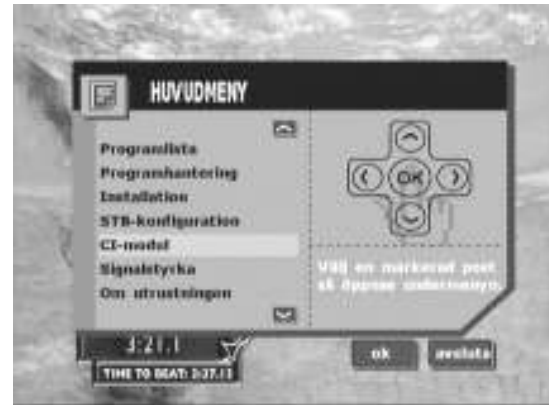 HUVUDMENY
Programlista
Programhantering
Installation
STB-konfiguration
CI-modul
Signalstyrka
Om utrustningen
OK
Välj en markerad post
så öppnas undermenyn.
3:21.1
TIME TO BEAT: 3:37.11
ok
avsluta